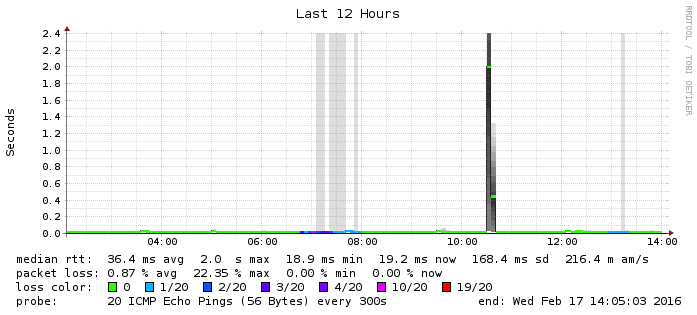 Last 12 Hours
RRDTOOL / TOBI OETIKER
Seconds
2.4
2.2
2.0
1.8
1.6
1.4
1.2
1.0
0.8
0.6
0.4
0.2
0.0
04:00 06:00 08:00 10:00 12:00 14:00
median rtt: 36.4 ms avg 2.0 s max 18.9 ms min 19.2 ms now 168.4 ms sd 216.4 m am/s
packet loss: 0.87 % avg 22.35 % max 0.00 % min 0.00 % now
loss color: 0 1/20 2/20 3/20 4/20 10/20 19/20
probe: 20 ICMP Echo Pings (56 Bytes) every 300s end: Wed Feb 17 14:05:03 2016